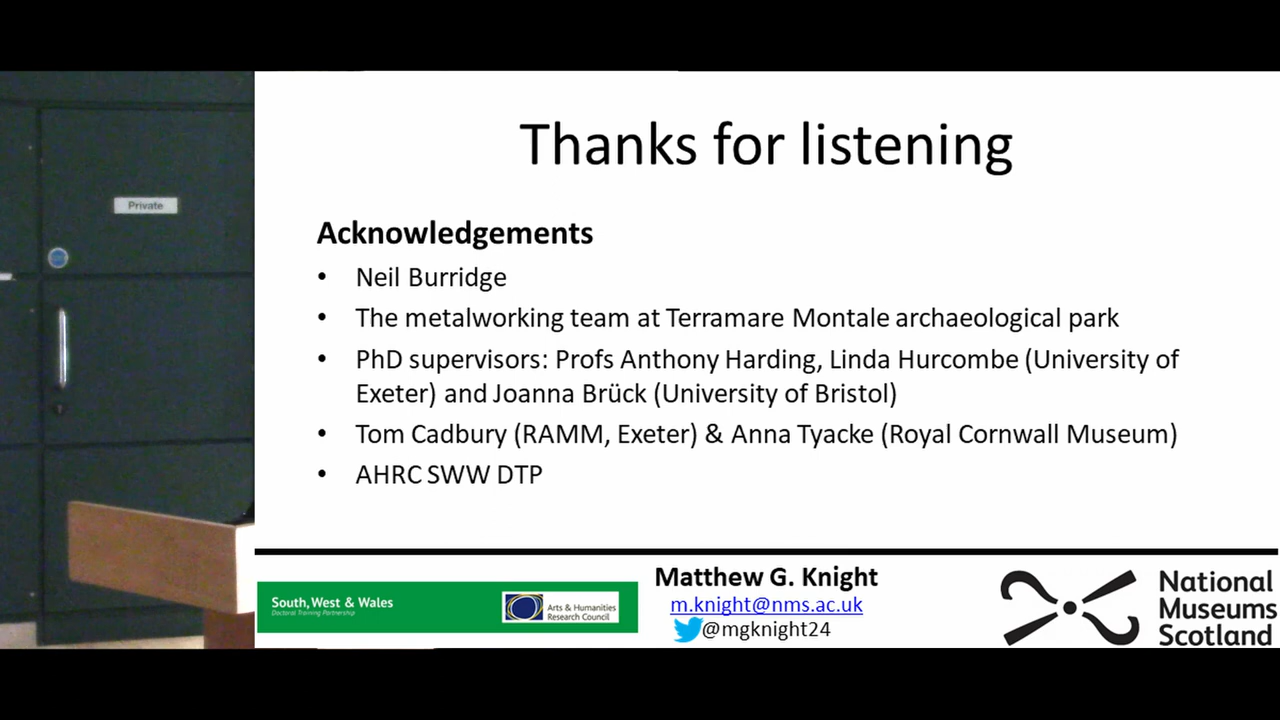 Thanks for listening
Private
Acknowledgements
• Neil Burridge
• The metalworking team at Terramare Montale archaeological park
• PhD supervisors: Profs Anthony Harding, Linda Hurcombe (University of
Exeter) and Joanna Brück (University of Bristol)
• Tom Cadbury (RAMM, Exeter) & Anna Tyacke (Royal Cornwall Museum)
• AHRC SWW DTP
South, West & Wales
Doctoral Training Partnership
Arts & Humanities
Research Council
Matthew G. Knight
m.knight@nms.ac.uk
@mgknight24
National
Museums
Scotland